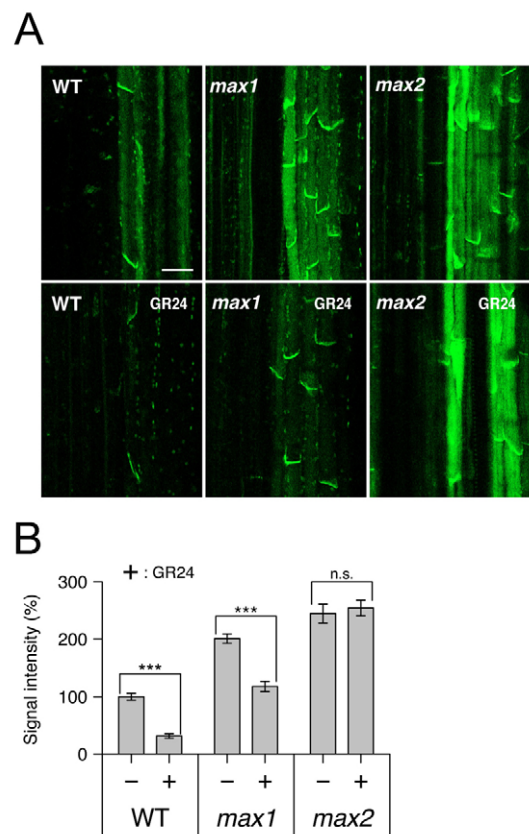 A
WT max1 max2
WT GR24 max1 GR24 max2 GR24
B
+ : GR24
Signal intensity (%)
300
200
100
0
*** *** n.s.
− + − + − +
WT max1 max2